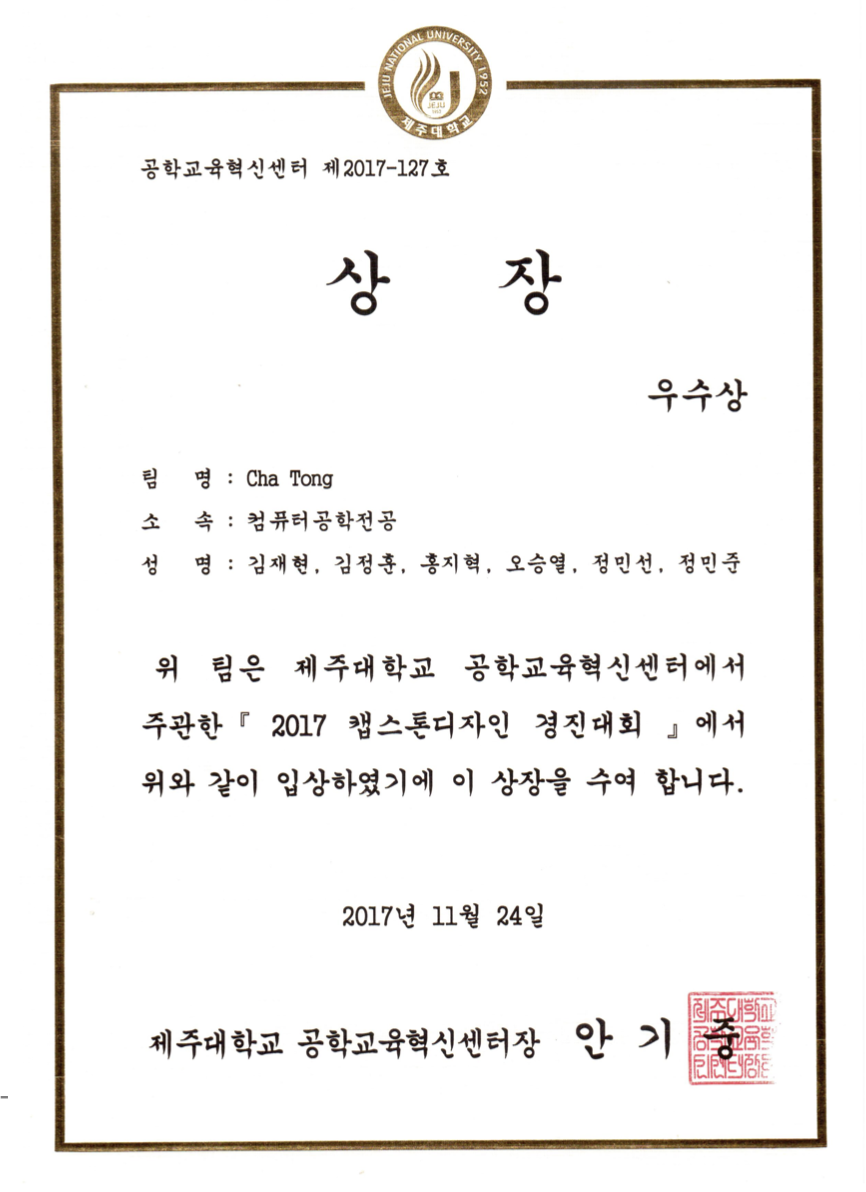 JEJU NATIONAL UNIVERSITY 1952
JEJU
1952
제주대학교
공학교육혁신센터 제2017-127호
상 장
우수상
팀 명 : Cha Tong
소 속 : 컴퓨터공학전공
성 명 : 김재현, 김정훈, 홍지혁, 오승열, 정민선, 정민준
위 팀은 제주대학교 공학교육혁신센터에서
주관한『 2017 캡스톤디자인 경진대회 』에서
위와 같이 입상하였기에 이 상장을 수여 합니다.
2017년 11월 24일
제주대학교 공학교육혁신센터장 안 기 중